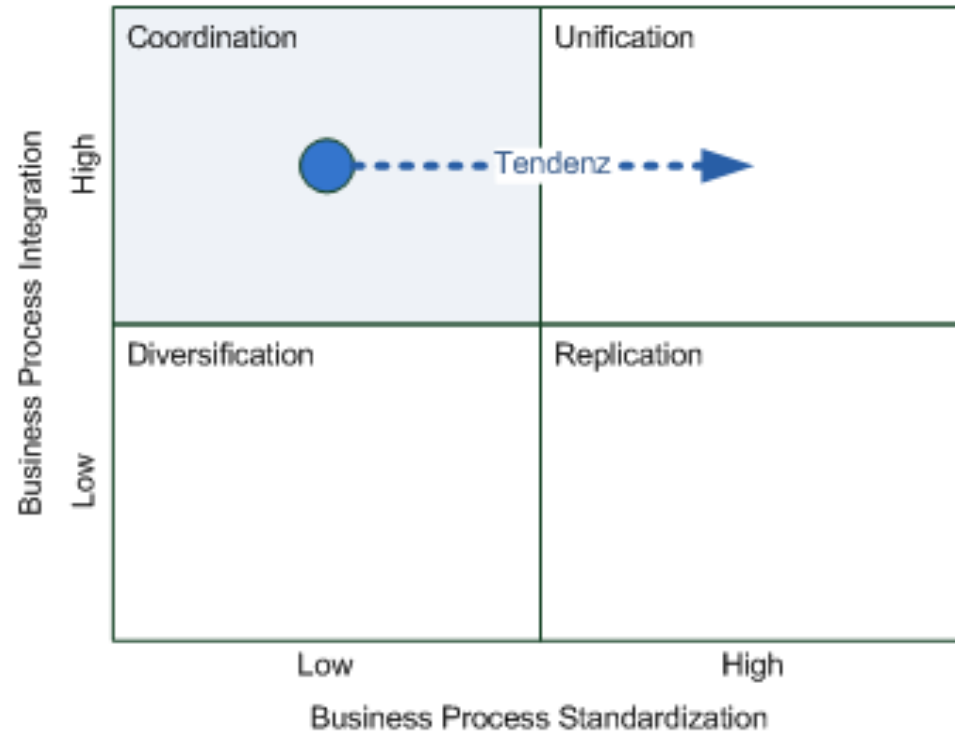 Coordination
Unification
Tendenz
Business Process Integration
High
Diversification
Replication
Low
Low
High
Business Process Standardization